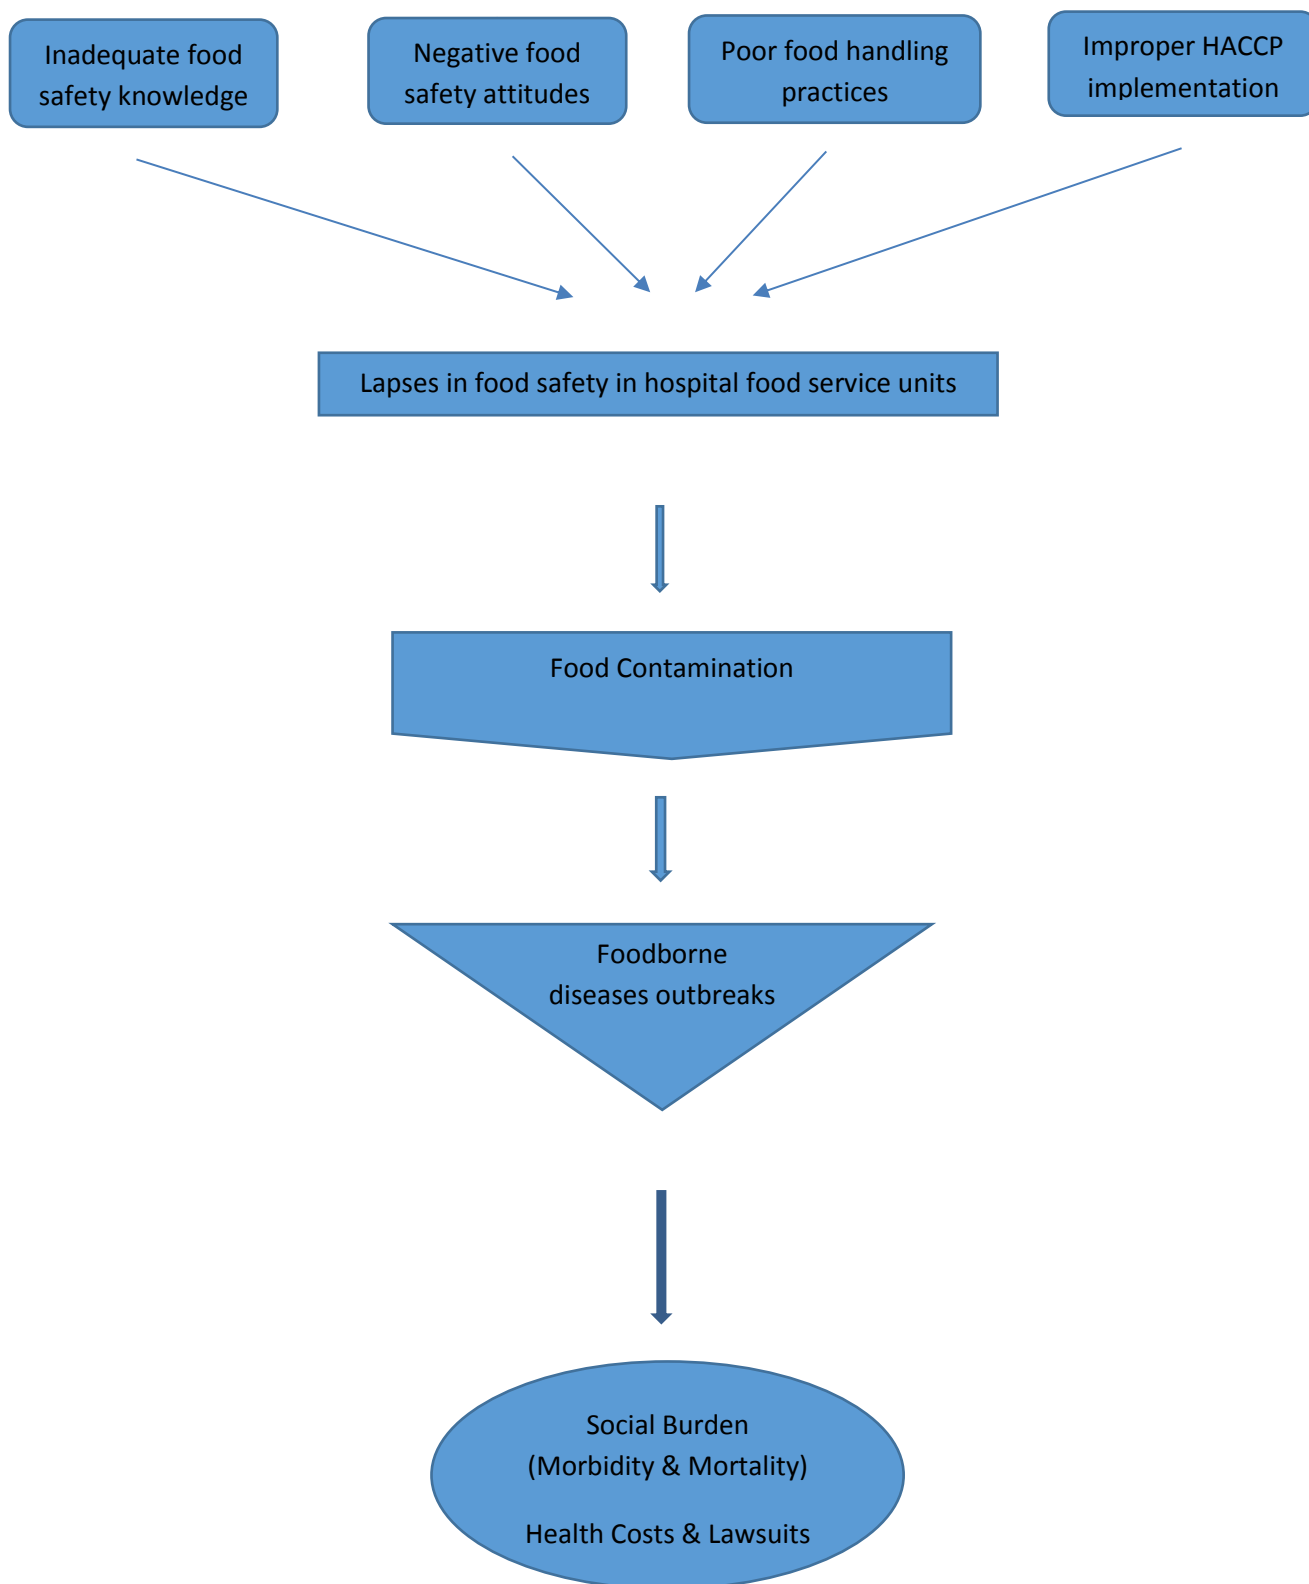 Inadequate food
safety knowledge
Negative food
safety attitudes
Poor food handling
practices
Improper HACCP
implementation
Lapses in food safety in hospital food service units
Food Contamination
Foodborne
diseases outbreaks
Social Burden
(Morbidity & Mortality)
Health Costs & Lawsuits